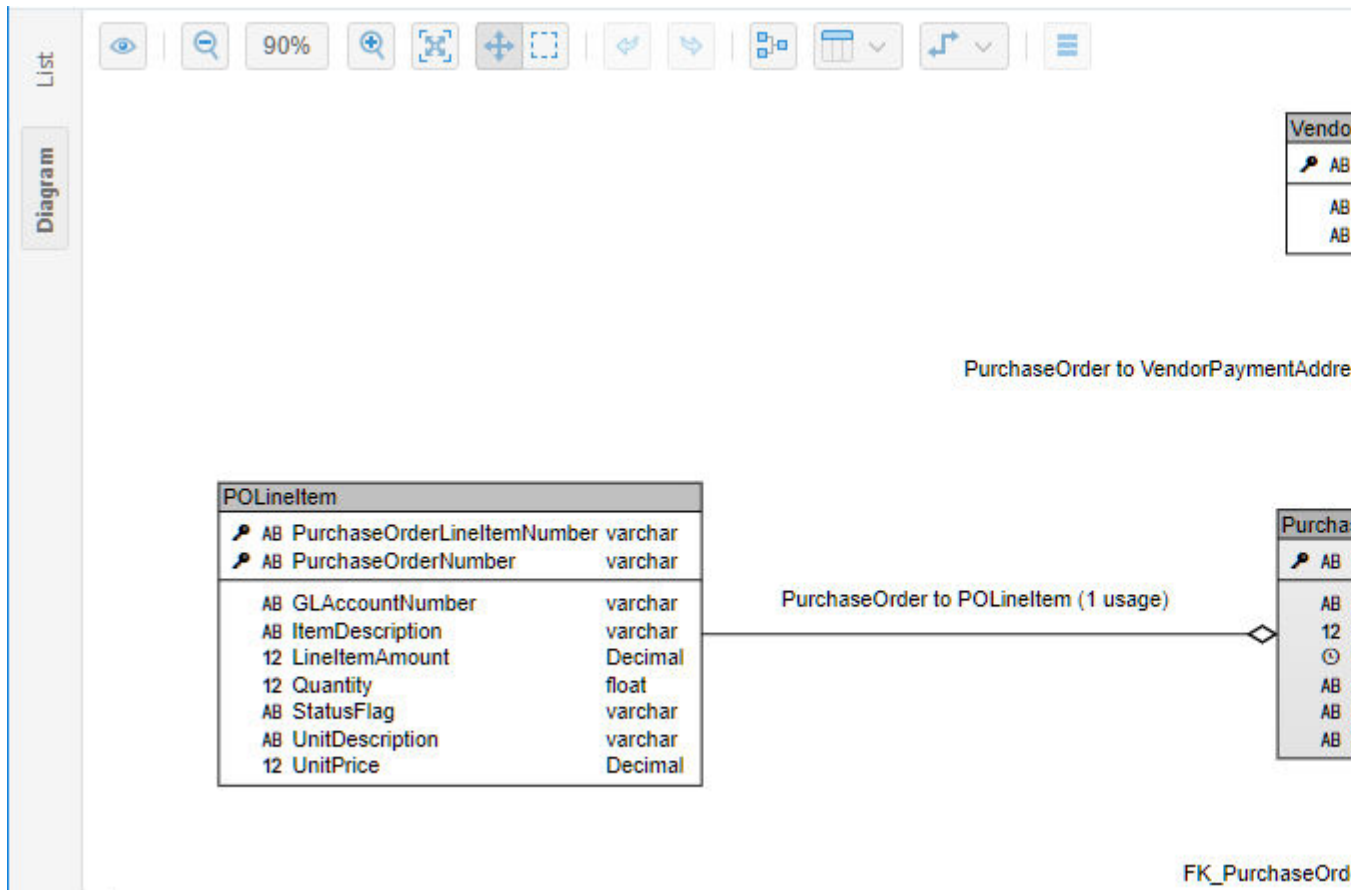 List
Diagram
90%
Vendo
AB
AB
AB
PurchaseOrder to VendorPaymentAddre
POLineItem
AB PurchaseOrderLineItemNumber varchar
AB PurchaseOrderNumber varchar
AB GLAccountNumber varchar
AB ItemDescription varchar
12 LineItemAmount Decimal
12 Quantity float
AB StatusFlag varchar
AB UnitDescription varchar
12 UnitPrice Decimal
PurchaseOrder to POLineItem (1 usage)
Purchas
AB
AB
12
AB
AB
AB
FK_PurchaseOrd